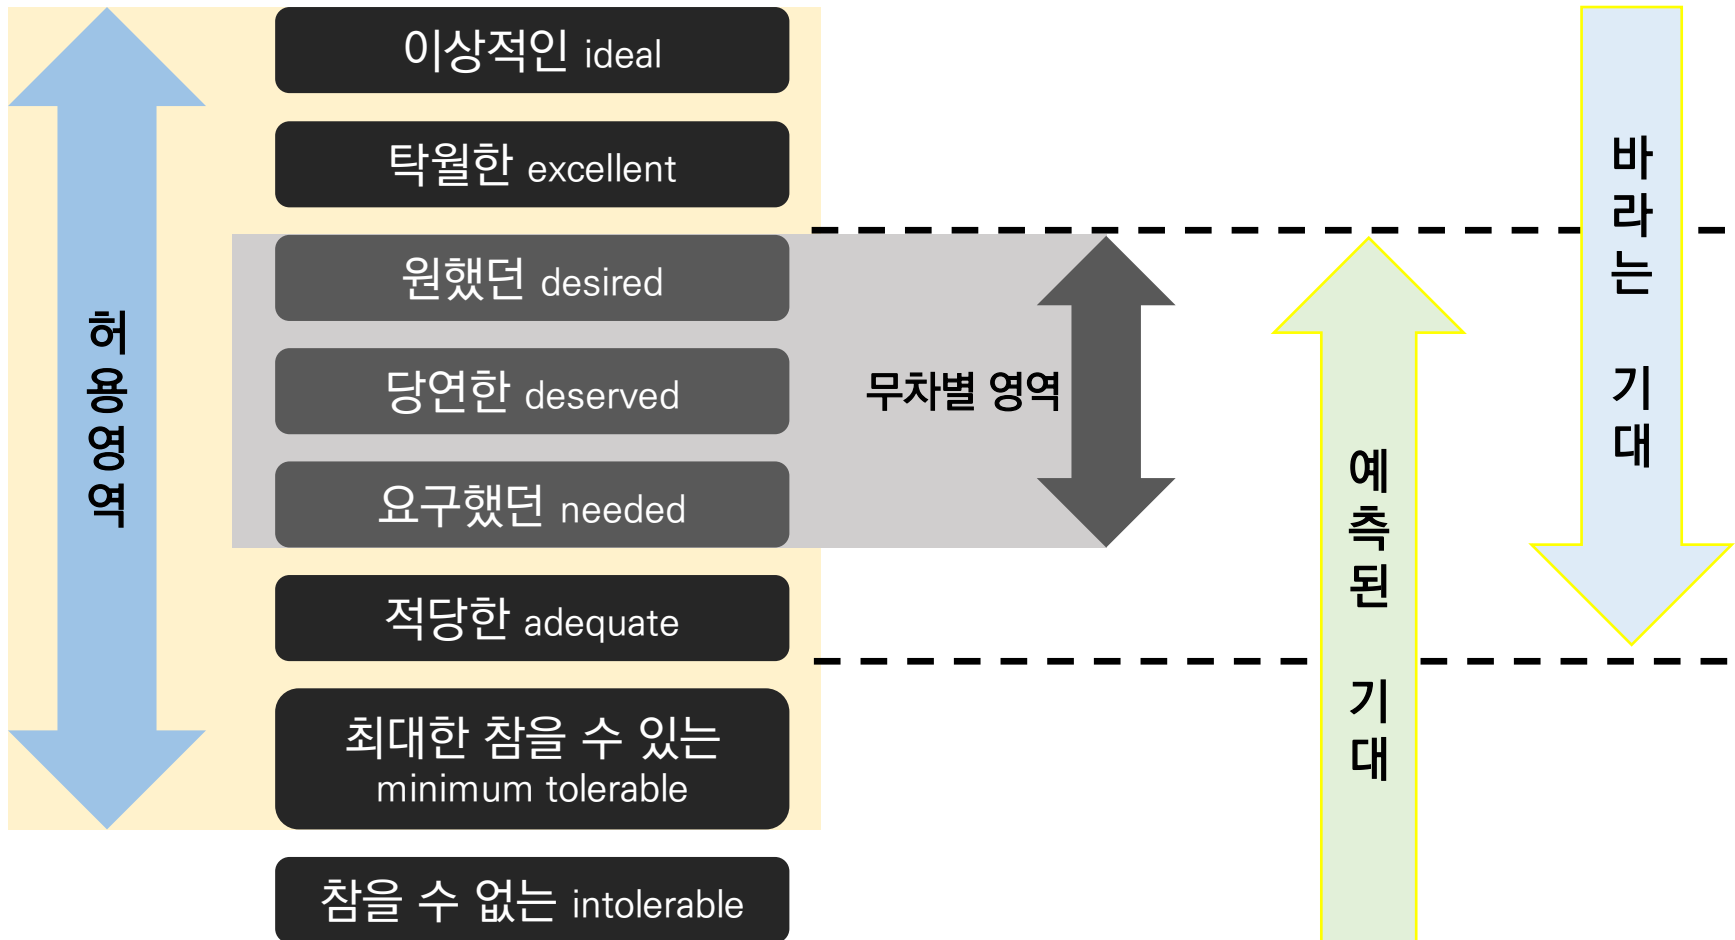 이상적인 ideal
탁월한 excellent
원했던 desired
당연한 deserved
요구했던 needed
적당한 adequate
최대한 참을 수 있는
minimum tolerable
참을 수 없는 intolerable
허용영역
무차별 영역
예측된 기대
바라는 기대